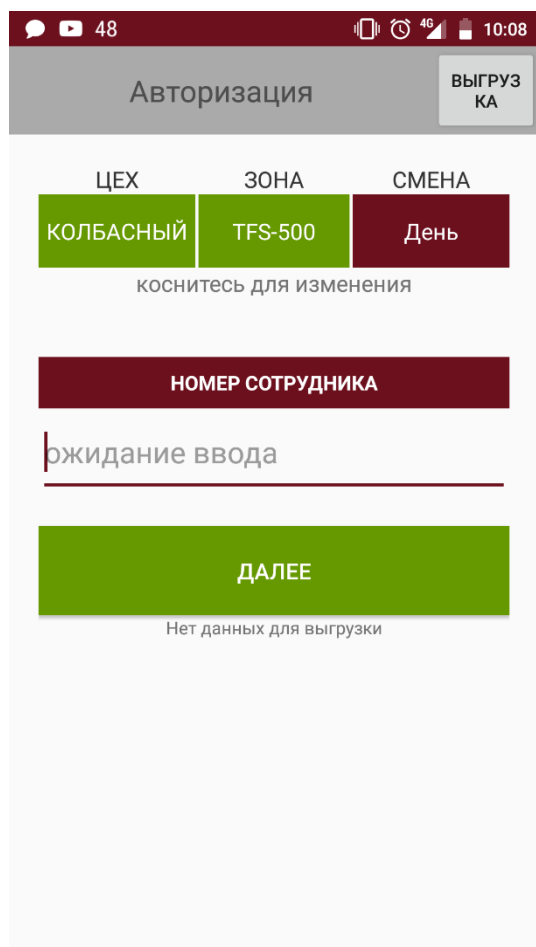 48
4G
10:08
Авторизация
ВЫГРУЗ
КА
ЦЕХ ЗОНА СМЕНА
КОЛБАСНЫЙ TFS-500 День
коснитесь для изменения
НОМЕР СОТРУДНИКА
ожидание ввода
ДАЛЕЕ
Нет данных для выгрузки